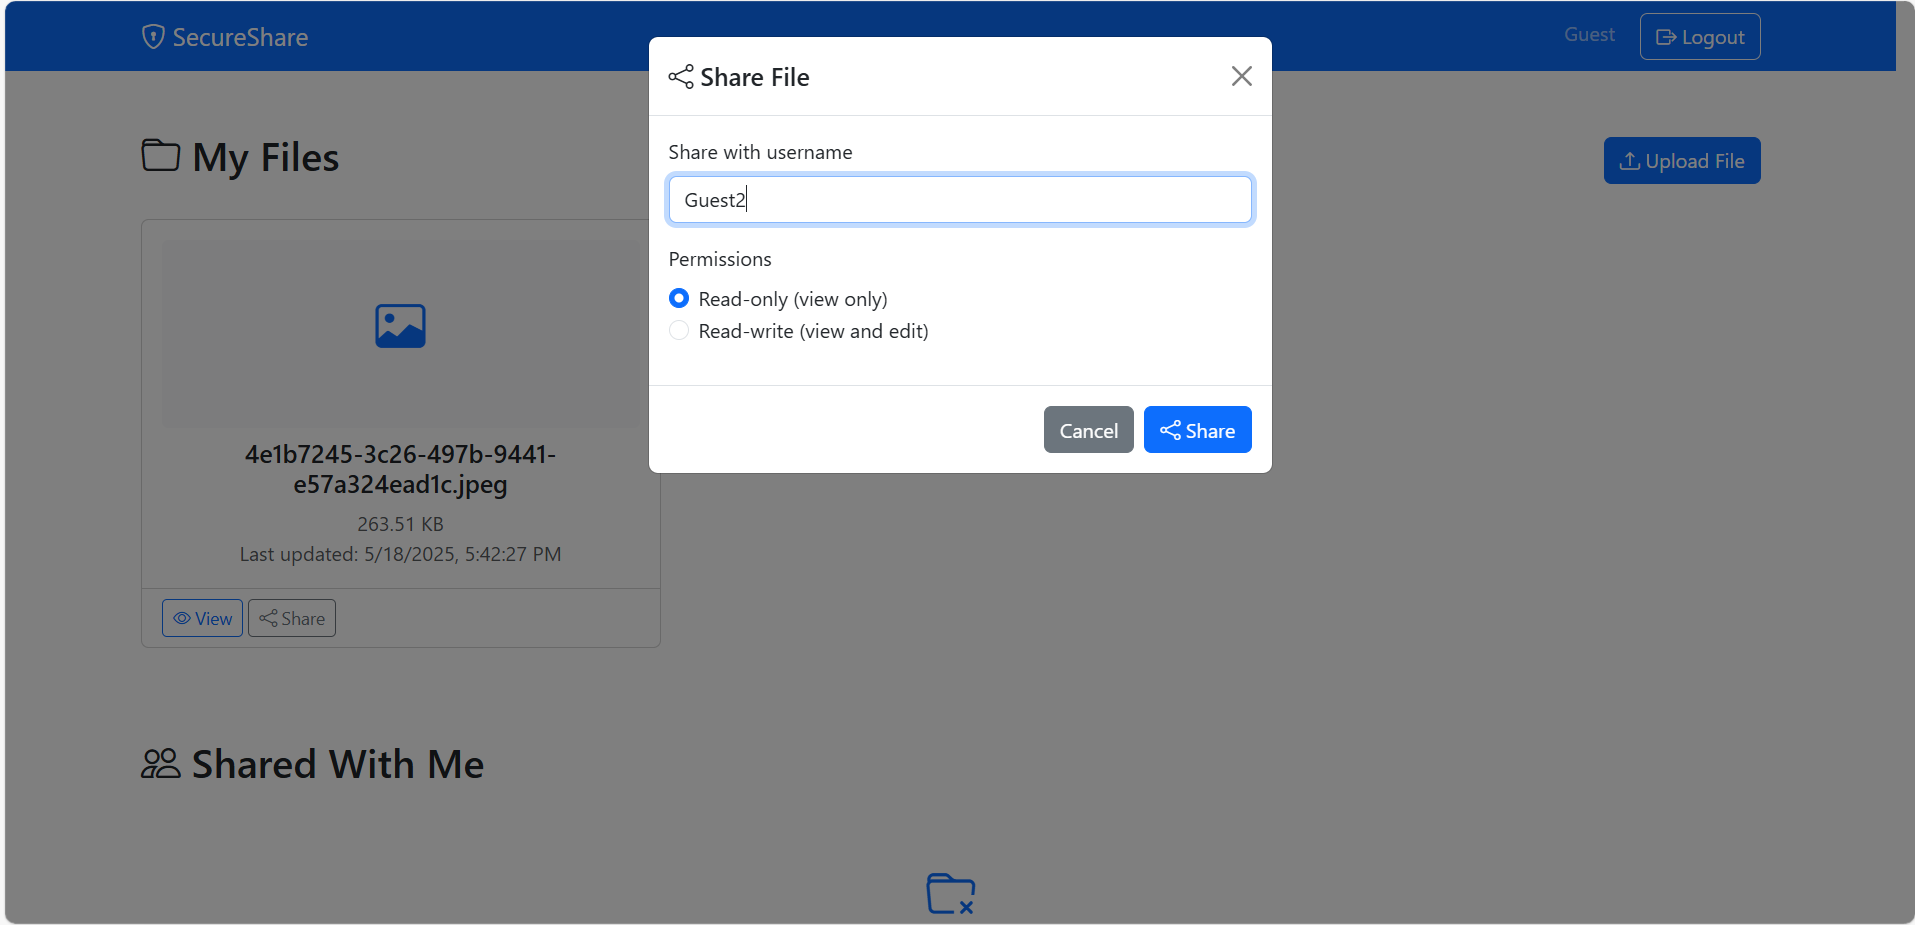 SecureShare
Guest
Logout
Share File
Share with username
Guest2
Permissions
Read-only (view only)
Read-write (view and edit)
Cancel
Share
My Files
Upload File
4e1b7245-3c26-497b-9441-
e57a324ead1c.jpeg
263.51 KB
Last updated: 5/18/2025, 5:42:27 PM
View
Share
Shared With Me